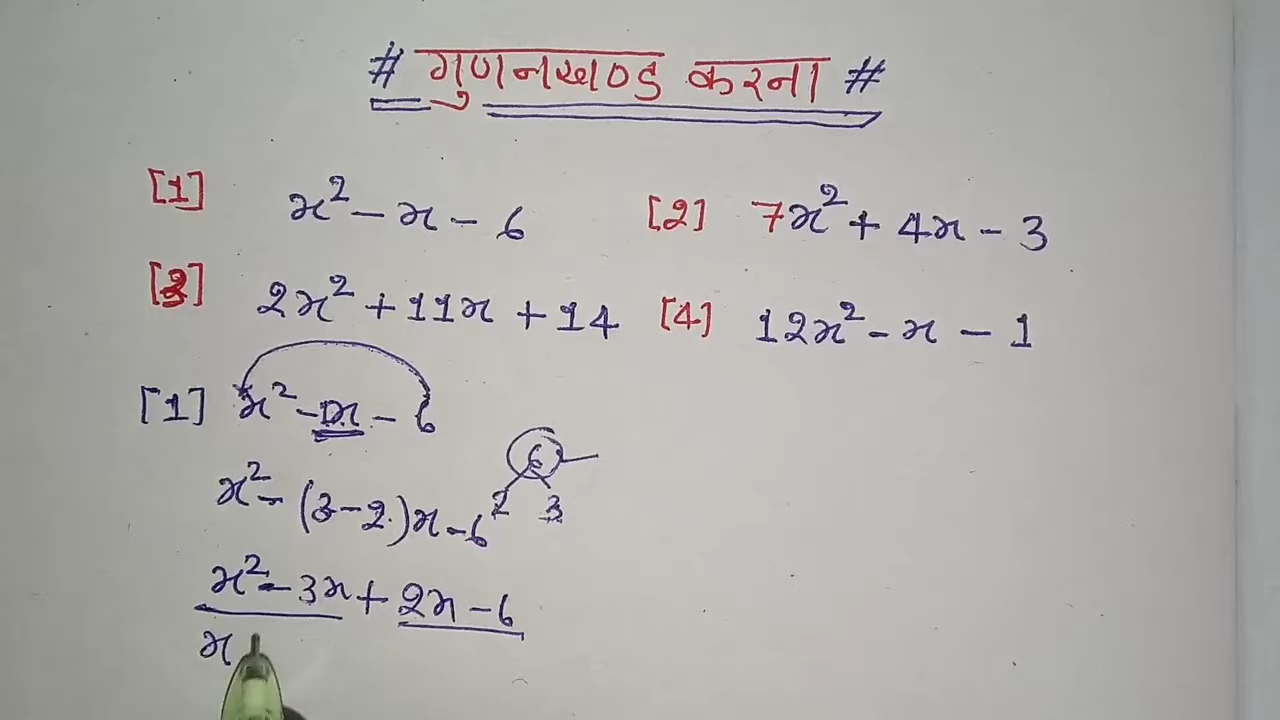 # गुणनखण्ड करना #
[1] x² - x - 6 [2] 7x² + 4x - 3
[3] 2x² + 11x + 14 [4] 12x² - x - 1
[1] x² - 1x - 6
6
2 3
x² - (3 - 2)x - 6
x² - 3x + 2x - 6
x